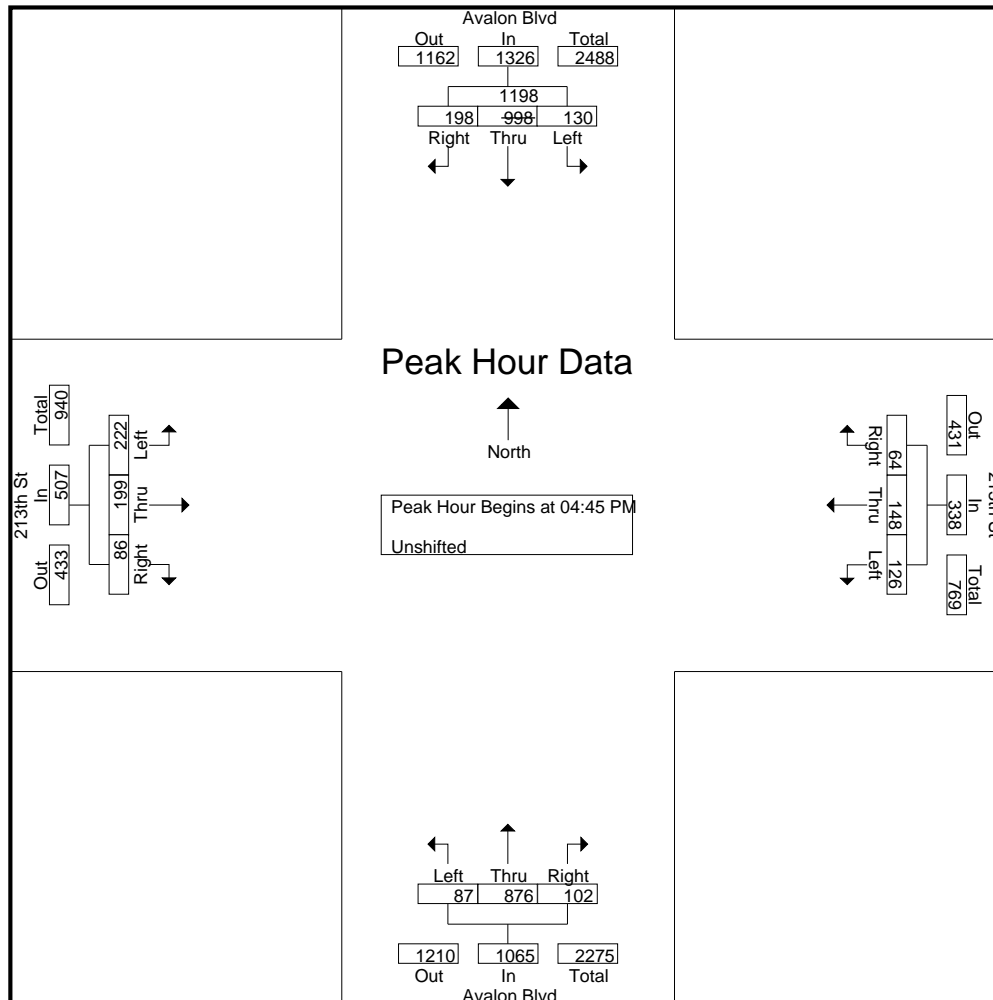 Avalon Blvd
Out In Total
1162 1326 2488
1198
198 998 130
Right Thru Left
Peak Hour Data
North
Peak Hour Begins at 04:45 PM
Unshifted
213th St
Total In Out
940 507 433
222 199 86
Left Thru Right
Right Thru Left
64 148 126
Out In Total
431 338 769
Left Thru Right
87 876 102
1210 1065 2275
Out In Total
Avalon Blvd